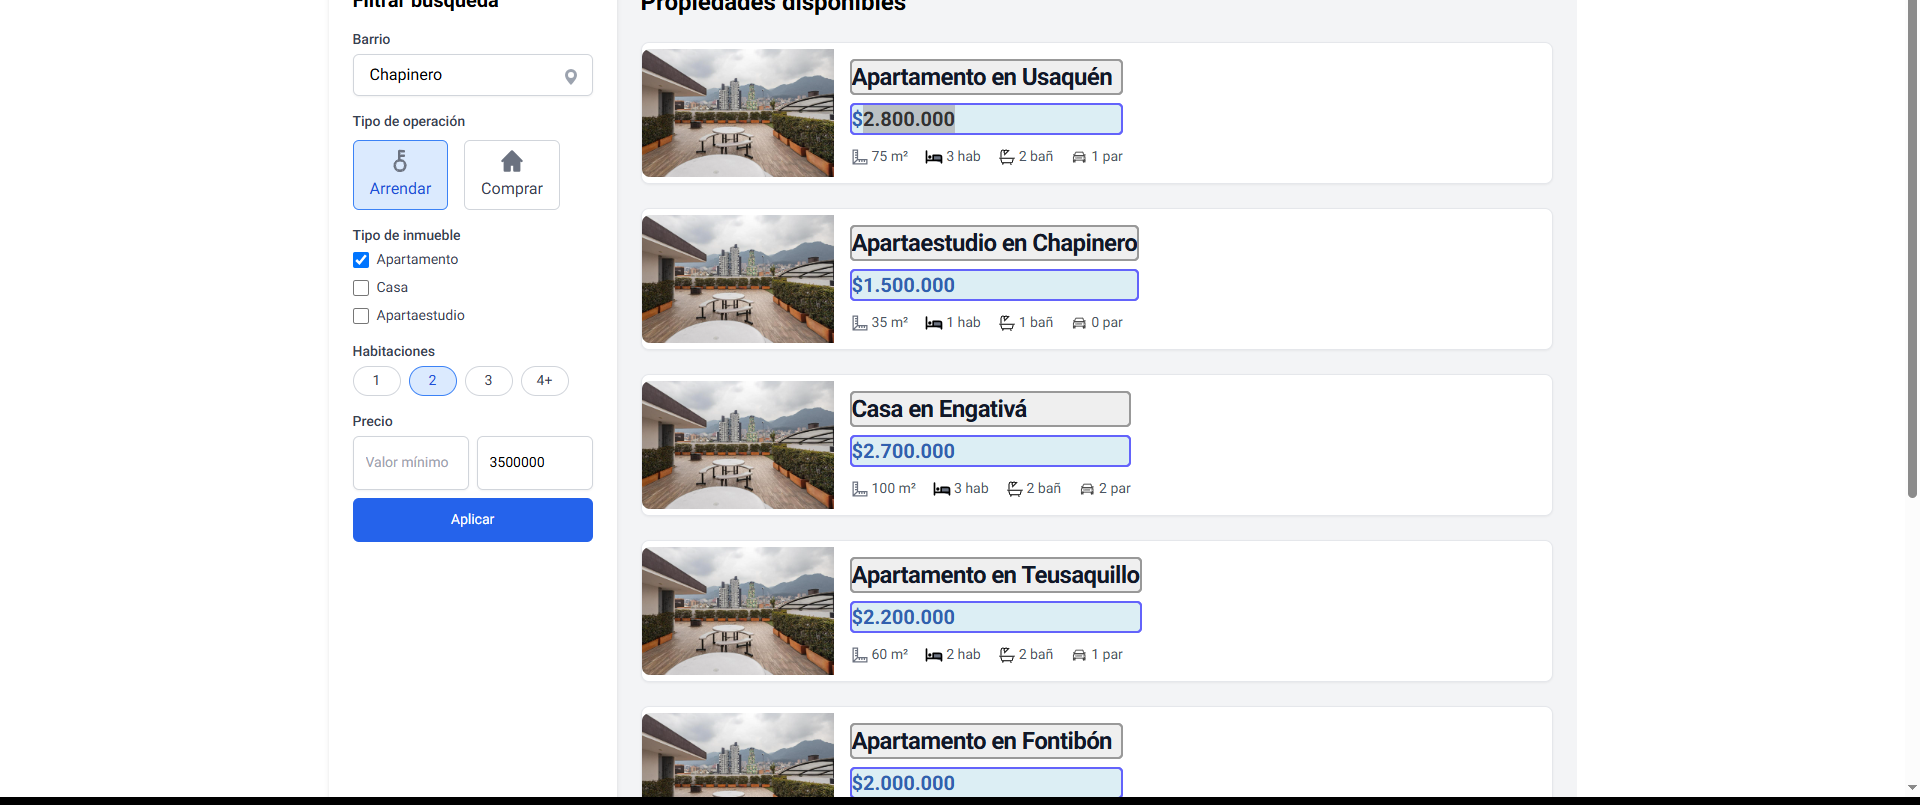 Filtrar búsqueda
Barrio
Chapinero
Tipo de operación
Arrendar
Comprar
Tipo de inmueble
Apartamento
Casa
Apartaestudio
Habitaciones
1
2
3
4+
Precio
Valor mínimo
3500000
Aplicar
Propiedades disponibles
Apartamento en Usaquén
$2.800.000
75 m² 3 hab 2 bañ 1 par
Apartaestudio en Chapinero
$1.500.000
35 m² 1 hab 1 bañ 0 par
Casa en Engativá
$2.700.000
100 m² 3 hab 2 bañ 2 par
Apartamento en Teusaquillo
$2.200.000
60 m² 2 hab 2 bañ 1 par
Apartamento en Fontibón
$2.000.000